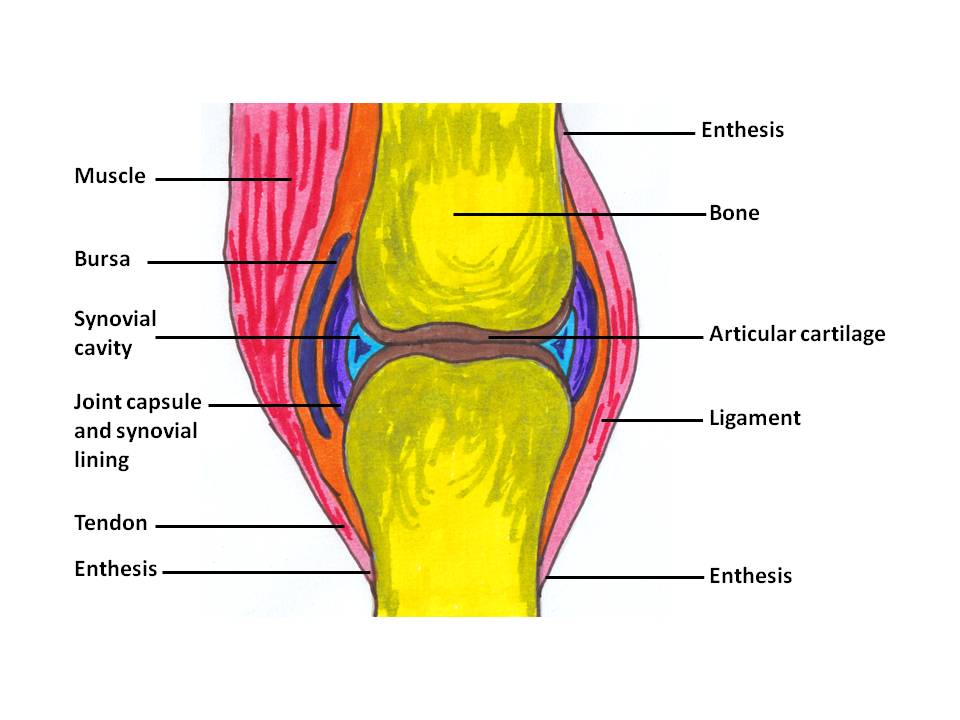 Muscle
Bursa
Synovial
cavity
Joint capsule
and synovial
lining
Tendon
Enthesis
Enthesis
Bone
Articular cartilage
Ligament
Enthesis